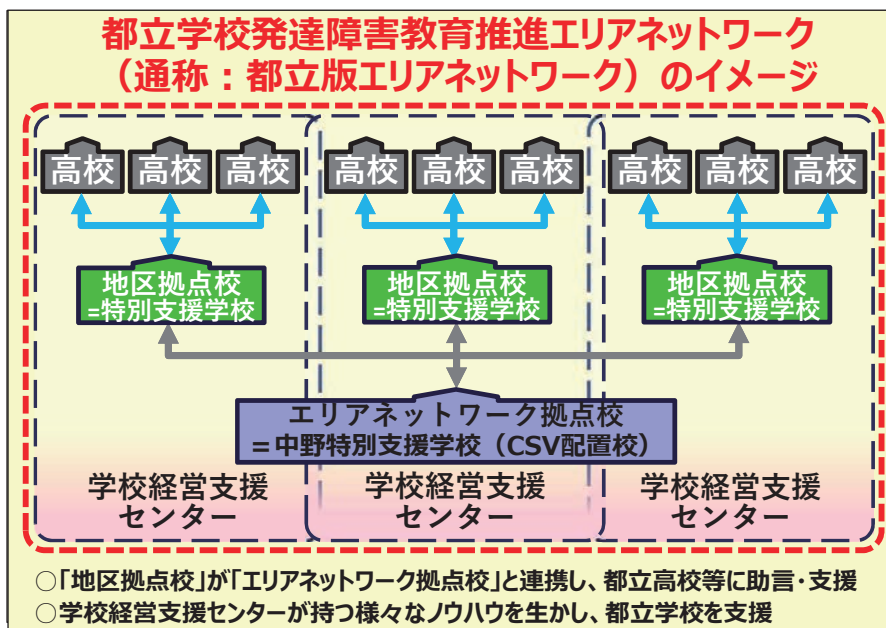 都立学校発達障害教育推進エリアネットワーク
（通称：都立版エリアネットワーク）のイメージ
高校 高校 高校
高校 高校 高校
高校 高校 高校
地区拠点校
=特別支援学校
地区拠点校
=特別支援学校
地区拠点校
=特別支援学校
エリアネットワーク拠点校
＝中野特別支援学校（CSV配置校）
学校経営支援
センター
学校経営支援
センター
学校経営支援
センター
○「地区拠点校」が「エリアネットワーク拠点校」と連携し、都立高校等に助言・支援
○学校経営支援センターが持つ様々なノウハウを生かし、都立学校を支援